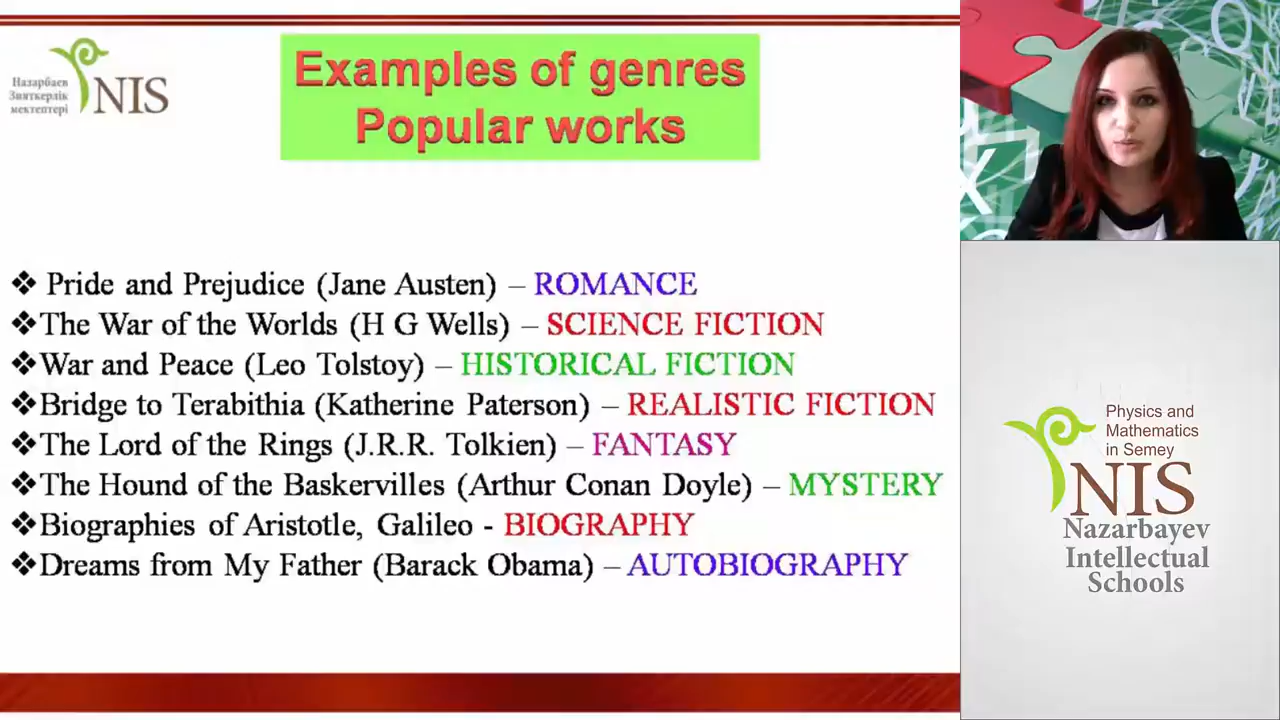 Назарбаев
Зияткерлік
мектептері
NIS
Examples of genres
Popular works
❖ Pride and Prejudice (Jane Austen) – ROMANCE
❖The War of the Worlds (H G Wells) – SCIENCE FICTION
❖War and Peace (Leo Tolstoy) – HISTORICAL FICTION
❖Bridge to Terabithia (Katherine Paterson) – REALISTIC FICTION
❖The Lord of the Rings (J.R.R. Tolkien) – FANTASY
❖The Hound of the Baskervilles (Arthur Conan Doyle) – MYSTERY
❖Biographies of Aristotle, Galileo - BIOGRAPHY
❖Dreams from My Father (Barack Obama) – AUTOBIOGRAPHY
Physics and
Mathematics
in Semey
NIS
Nazarbayev
Intellectual
Schools